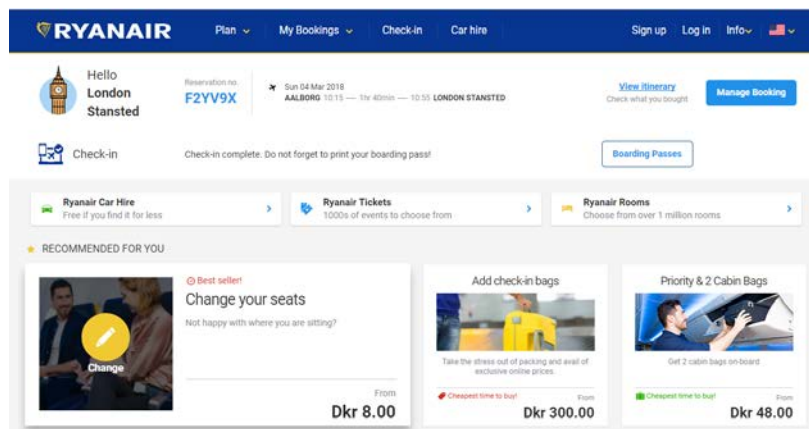 RYANAIR
Plan
My Bookings
Check-in
Car hire
Sign up
Log in
Info
Hello
London
Stansted
Reservation no.
F2YV9X
Sun 04 Mar 2018
AALBORG 10:15 — 1hr 40min — 10:55 LONDON STANSTED
View itinerary
Check what you bought
Manage Booking
Check-in
Check-in complete. Do not forget to print your boarding pass!
Boarding Passes
Ryanair Car Hire
Free if you find it for less
Ryanair Tickets
1000s of events to choose from
Ryanair Rooms
Choose from over 1 million rooms
RECOMMENDED FOR YOU
Change
Best seller!
Change your seats
Not happy with where you are sitting?
From
Dkr 8.00
Add check-in bags
Take the stress out of packing and avail of
exclusive online prices
Cheapest time to buy!
From
Dkr 300.00
Priority & 2 Cabin Bags
Get 2 cabin bags on-board
Cheapest time to buy!
From
Dkr 48.00